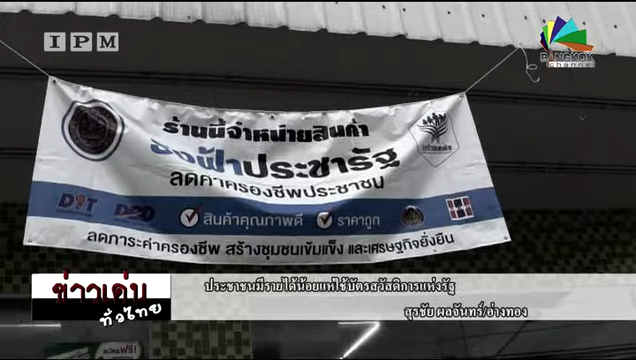 IPM
BANGKOK
channel
ร้านนี้จำหน่ายสินค้า
ธงฟ้าประชารัฐ
ลดค่าครองชีพประชาชน
DIT
DBD
สินค้าคุณภาพดี
ราคาถูก
ลดภาระค่าครองชีพ สร้างชุมชนเข้มแข็ง และเศรษฐกิจยั่งยืน
ข่าวเด่น
ทั่วไทย
ประชาชนมีรายได้น้อยแห่ใช้บัตรสวัสดิการแห่งรัฐ
สุรชัย ผลจันทร์/อ่างทอง